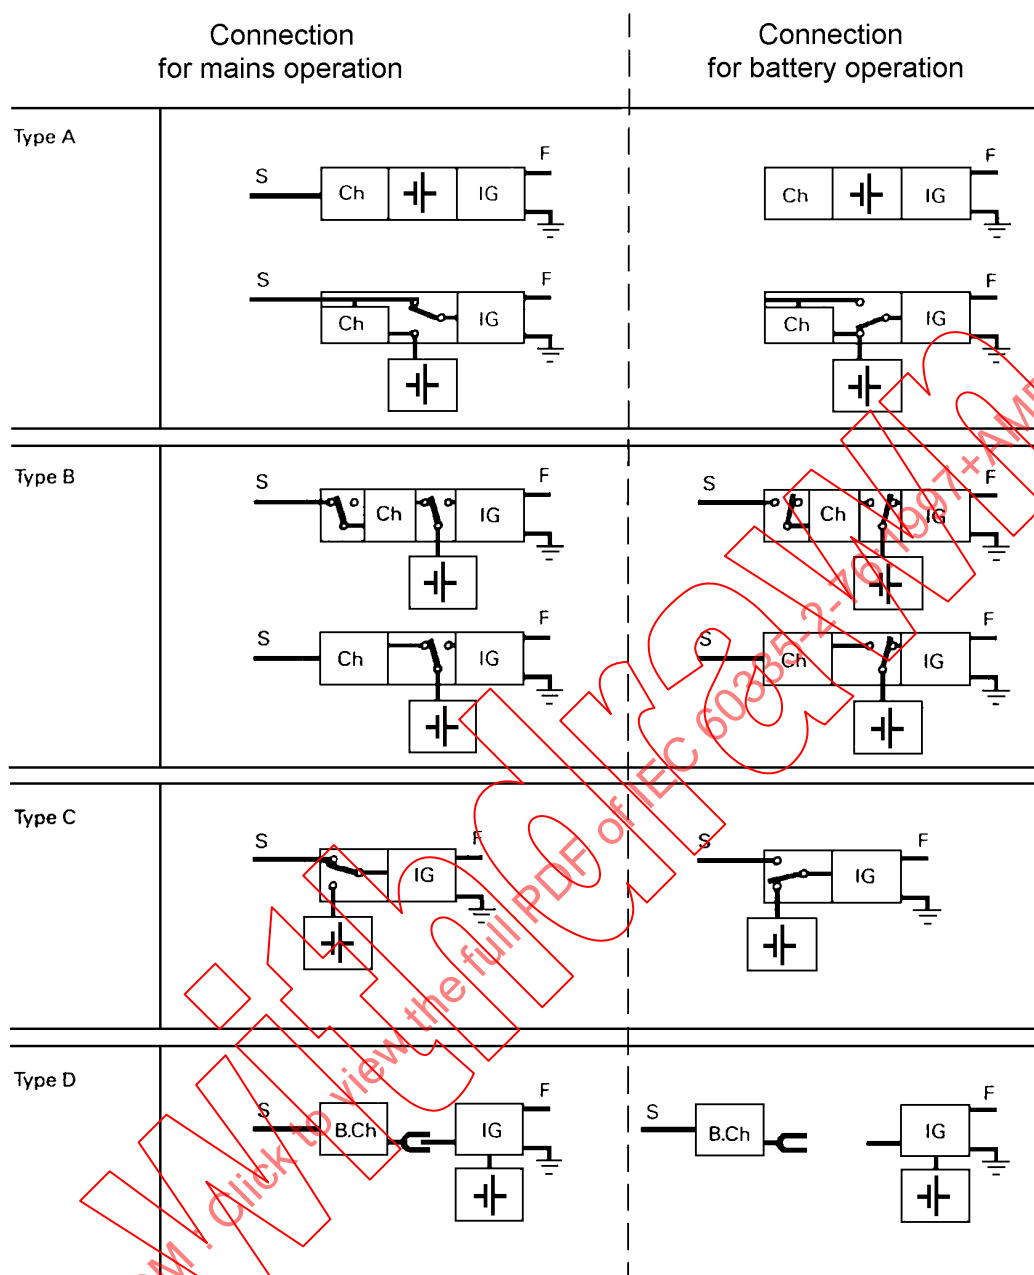 Connection
for mains operation
Connection
for battery operation
Type A
S
Ch
IG
F
Ch
IG
F
S
Ch
IG
F
Ch
IG
F
Type B
S
Ch
IG
F
S
Ch
IG
F
S
Ch
IG
F
S
Ch
IG
F
Type C
S
IG
F
S
IG
F
Type D
S
B.Ch
IG
F
S
B.Ch
IG
F
Click to view the full PDF of IEC 60335-2-76:1997+AMD
Withdrawn